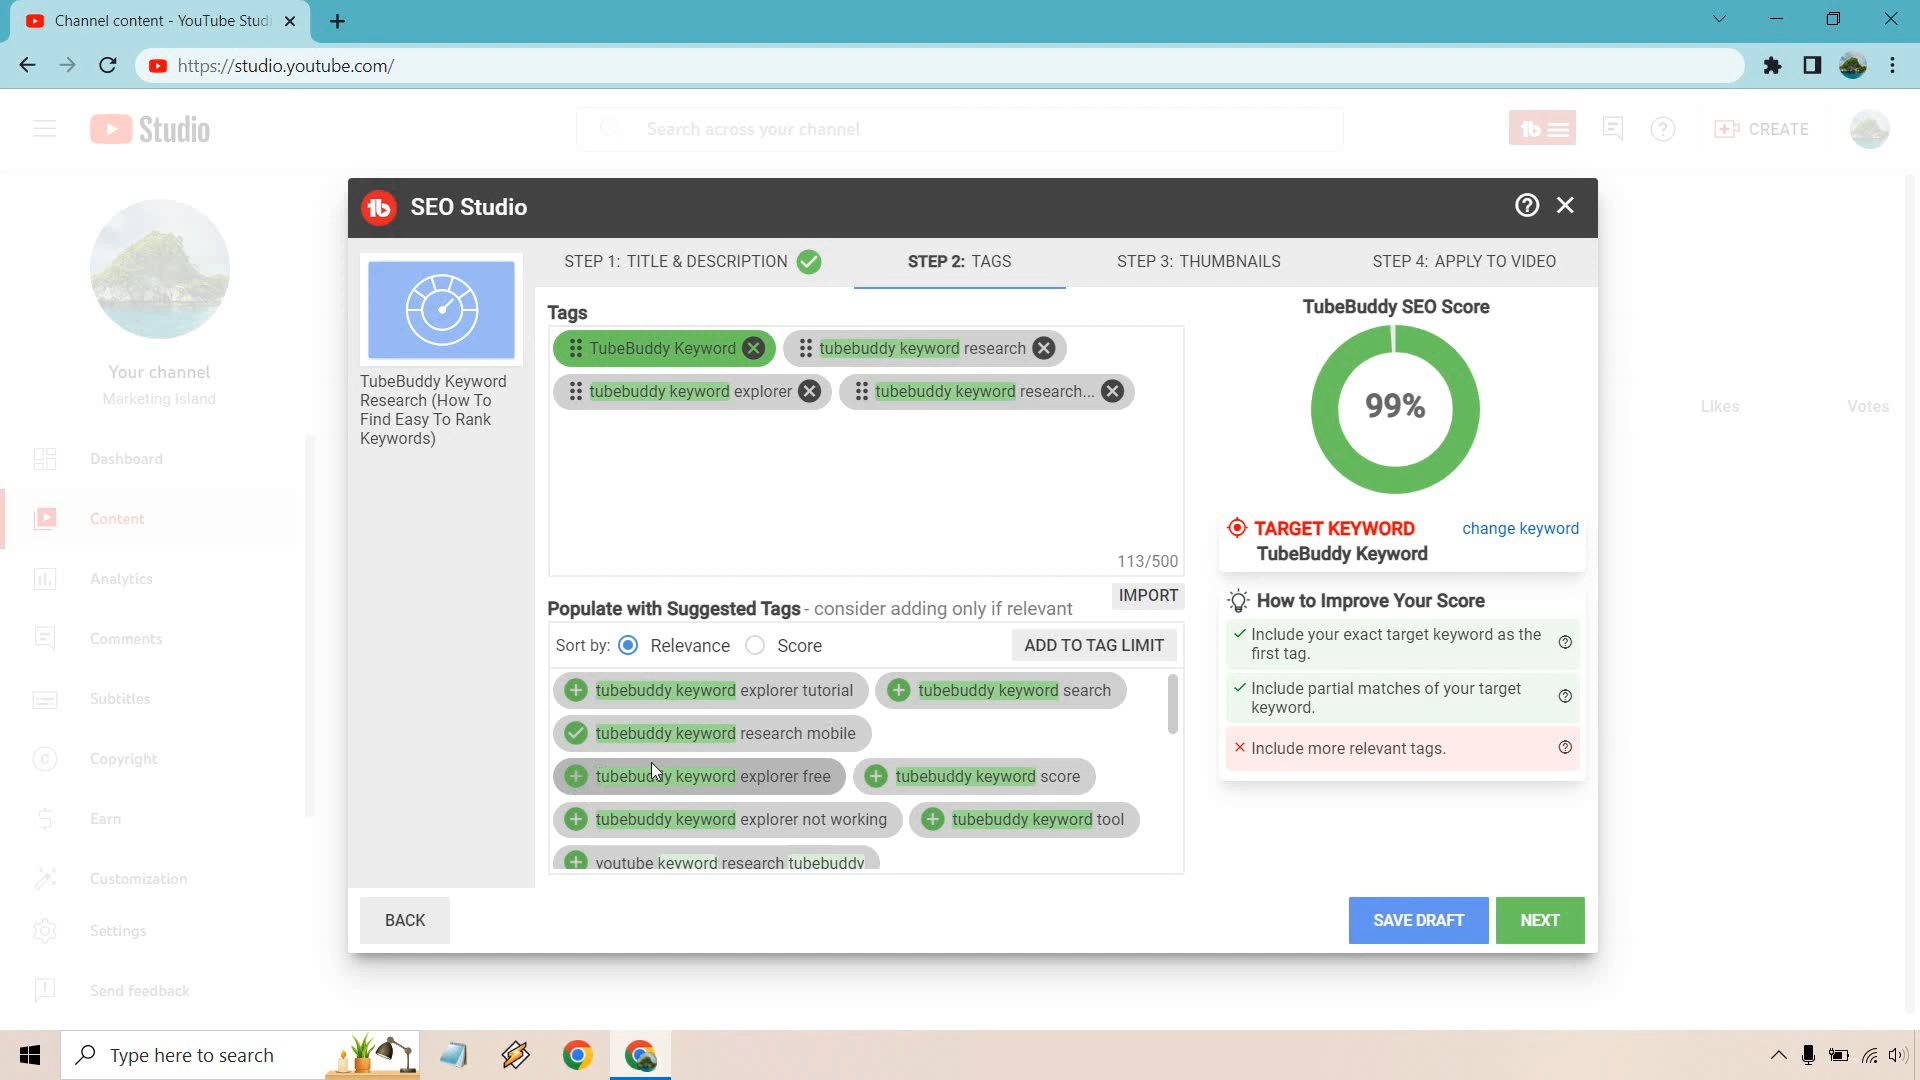 Channel content - YouTube Stud
https://studio.youtube.com/
Studio
Search across your channel
CREATE
SEO Studio
STEP 1: TITLE & DESCRIPTION
STEP 2: TAGS
STEP 3: THUMBNAILS
STEP 4: APPLY TO VIDEO
TubeBuddy Keyword
Research (How To
Find Easy To Rank
Keywords)
Your channel
Marketing Island
Dashboard
Content
Analytics
Comments
Subtitles
Copyright
Earn
Customization
Settings
Send feedback
Tags
TubeBuddy Keyword
tubebuddy keyword research
tubebuddy keyword explorer
tubebuddy keyword research...
113/500
IMPORT
Populate with Suggested Tags - consider adding only if relevant
Sort by: Relevance Score
ADD TO TAG LIMIT
tubebuddy keyword explorer tutorial
tubebuddy keyword search
tubebuddy keyword research mobile
tubebuddy keyword explorer free
tubebuddy keyword score
tubebuddy keyword explorer not working
tubebuddy keyword tool
youtube keyword research tubebuddy
TubeBuddy SEO Score
99%
TARGET KEYWORD
change keyword
TubeBuddy Keyword
How to Improve Your Score
Include your exact target keyword as the
first tag.
Include partial matches of your target
keyword.
Include more relevant tags.
Likes
Votes
BACK
SAVE DRAFT
NEXT
Type here to search